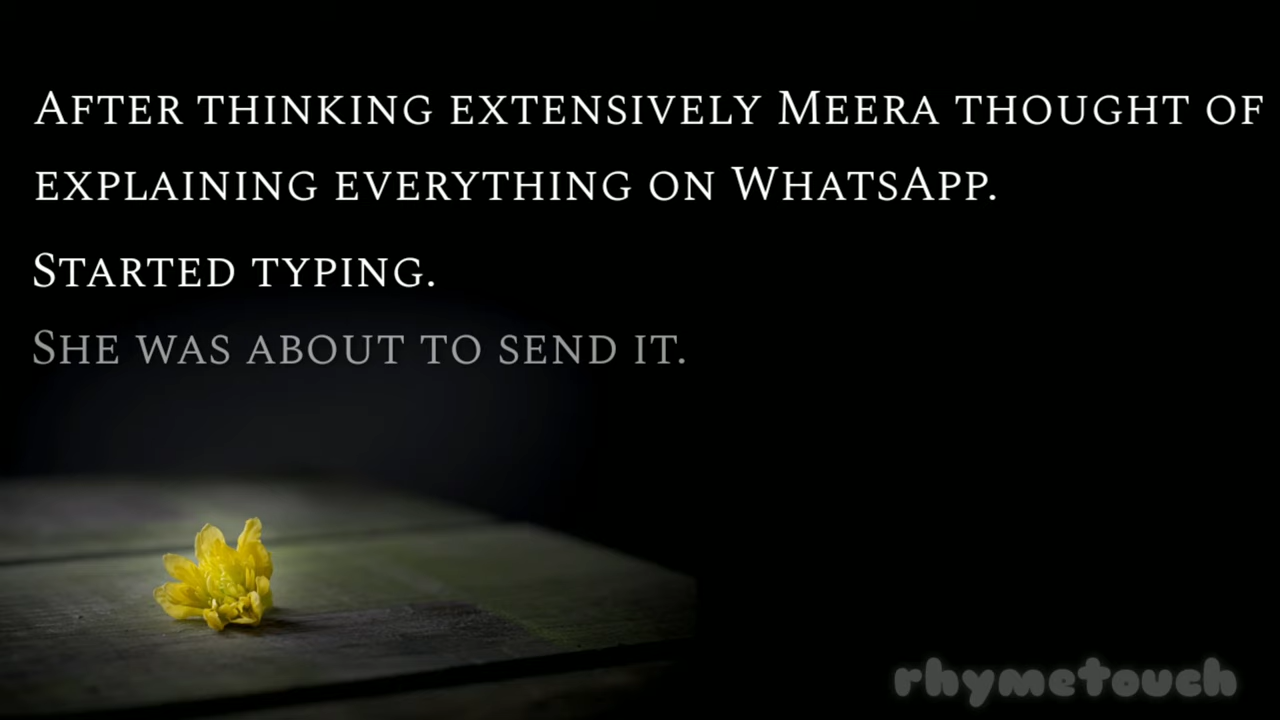 After thinking extensively Meera thought of
explaining everything on WhatsApp.
Started typing.
She was about to send it.
rhymetouch